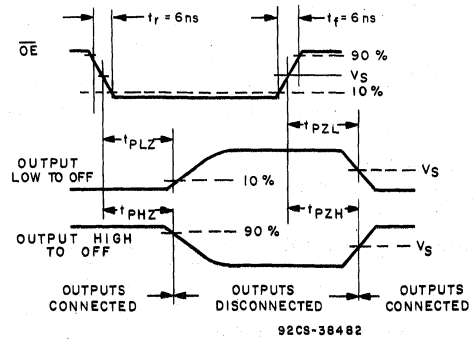 tr = 6ns
tf = 6ns
OE
90 %
VS
10 %
tPLZ
tPZL
OUTPUT
LOW TO OFF
10 %
VS
tPHZ
tPZH
OUTPUT HIGH
TO OFF
90 %
VS
OUTPUTS
CONNECTED
OUTPUTS
DISCONNECTED
OUTPUTS
CONNECTED
92CS-38482